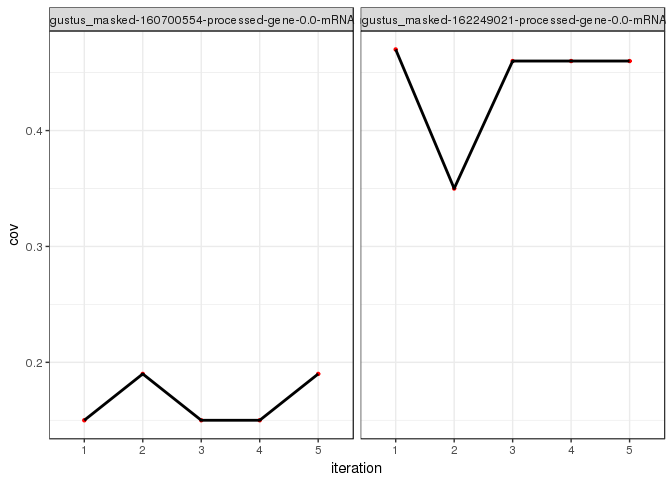 gustus_masked-160700554-processed-gene-0.0-mRNA
gustus_masked-162249021-processed-gene-0.0-mRNA
cov
0.4
0.3
0.2
1 2 3 4 5
1 2 3 4 5
iteration